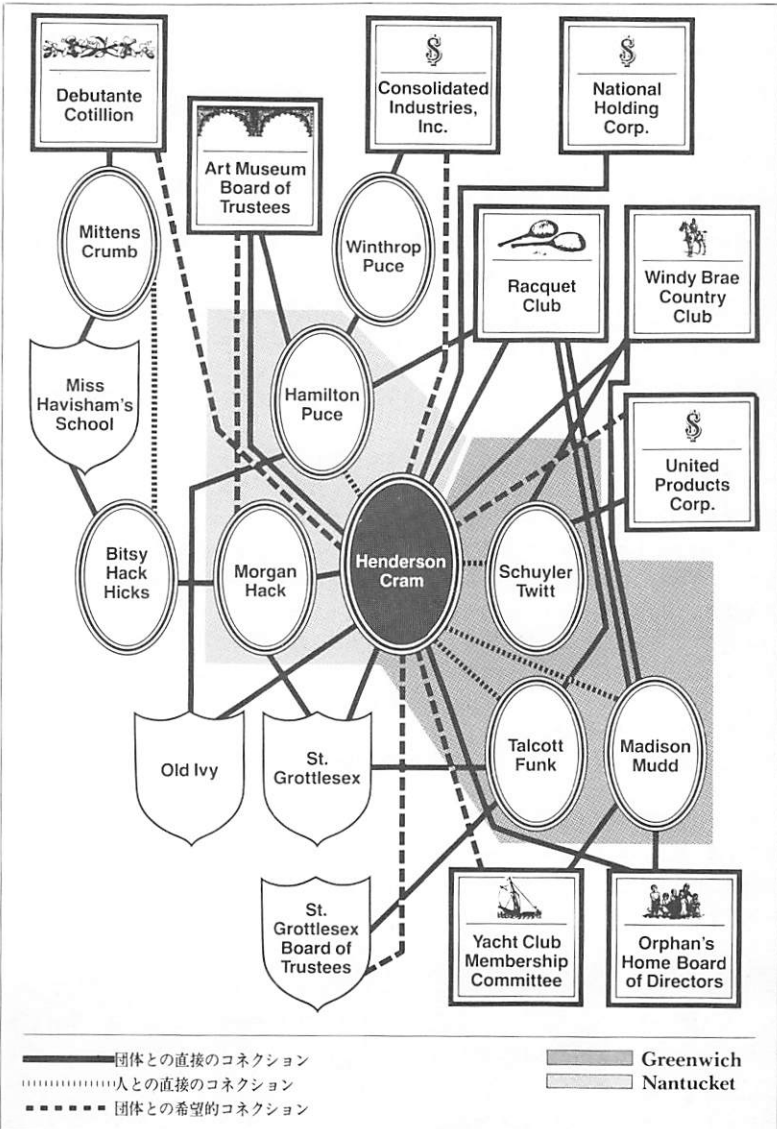 Debutante
Cotillion
$
Consolidated
Industries,
Inc.
$
National
Holding
Corp.
Art Museum
Board of
Trustees
Mittens
Crumb
Winthrop
Puce
Racquet
Club
Windy Brae
Country
Club
Miss
Havisham's
School
Hamilton
Puce
$
United
Products
Corp.
Bitsy
Hack
Hicks
Morgan
Hack
Henderson
Cram
Schuyler
Twitt
Old Ivy
St.
Grottlesex
Talcott
Funk
Madison
Mudd
St.
Grottlesex
Board of
Trustees
Yacht Club
Membership
Committee
Orphan's
Home Board
of Directors
団体との直接のコネクション
人との直接のコネクション
団体との希望的コネクション
Greenwich
Nantucket